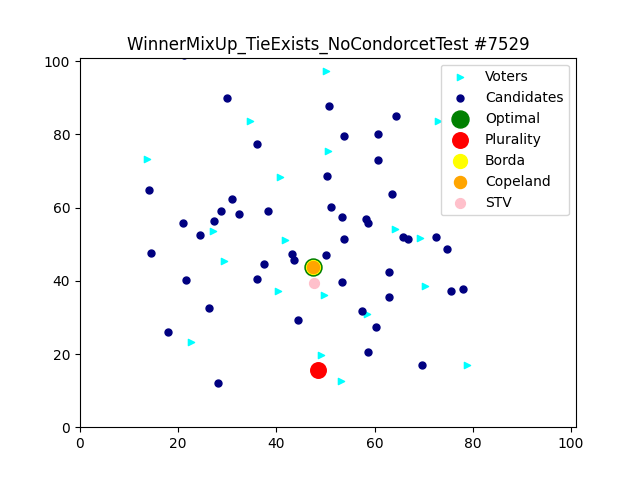 WinnerMixUp_TieExists_NoCondorcetTest #7529
Voters
Candidates
Optimal
Plurality
Borda
Copeland
STV
100
80
60
40
20
0
0 20 40 60 80 100